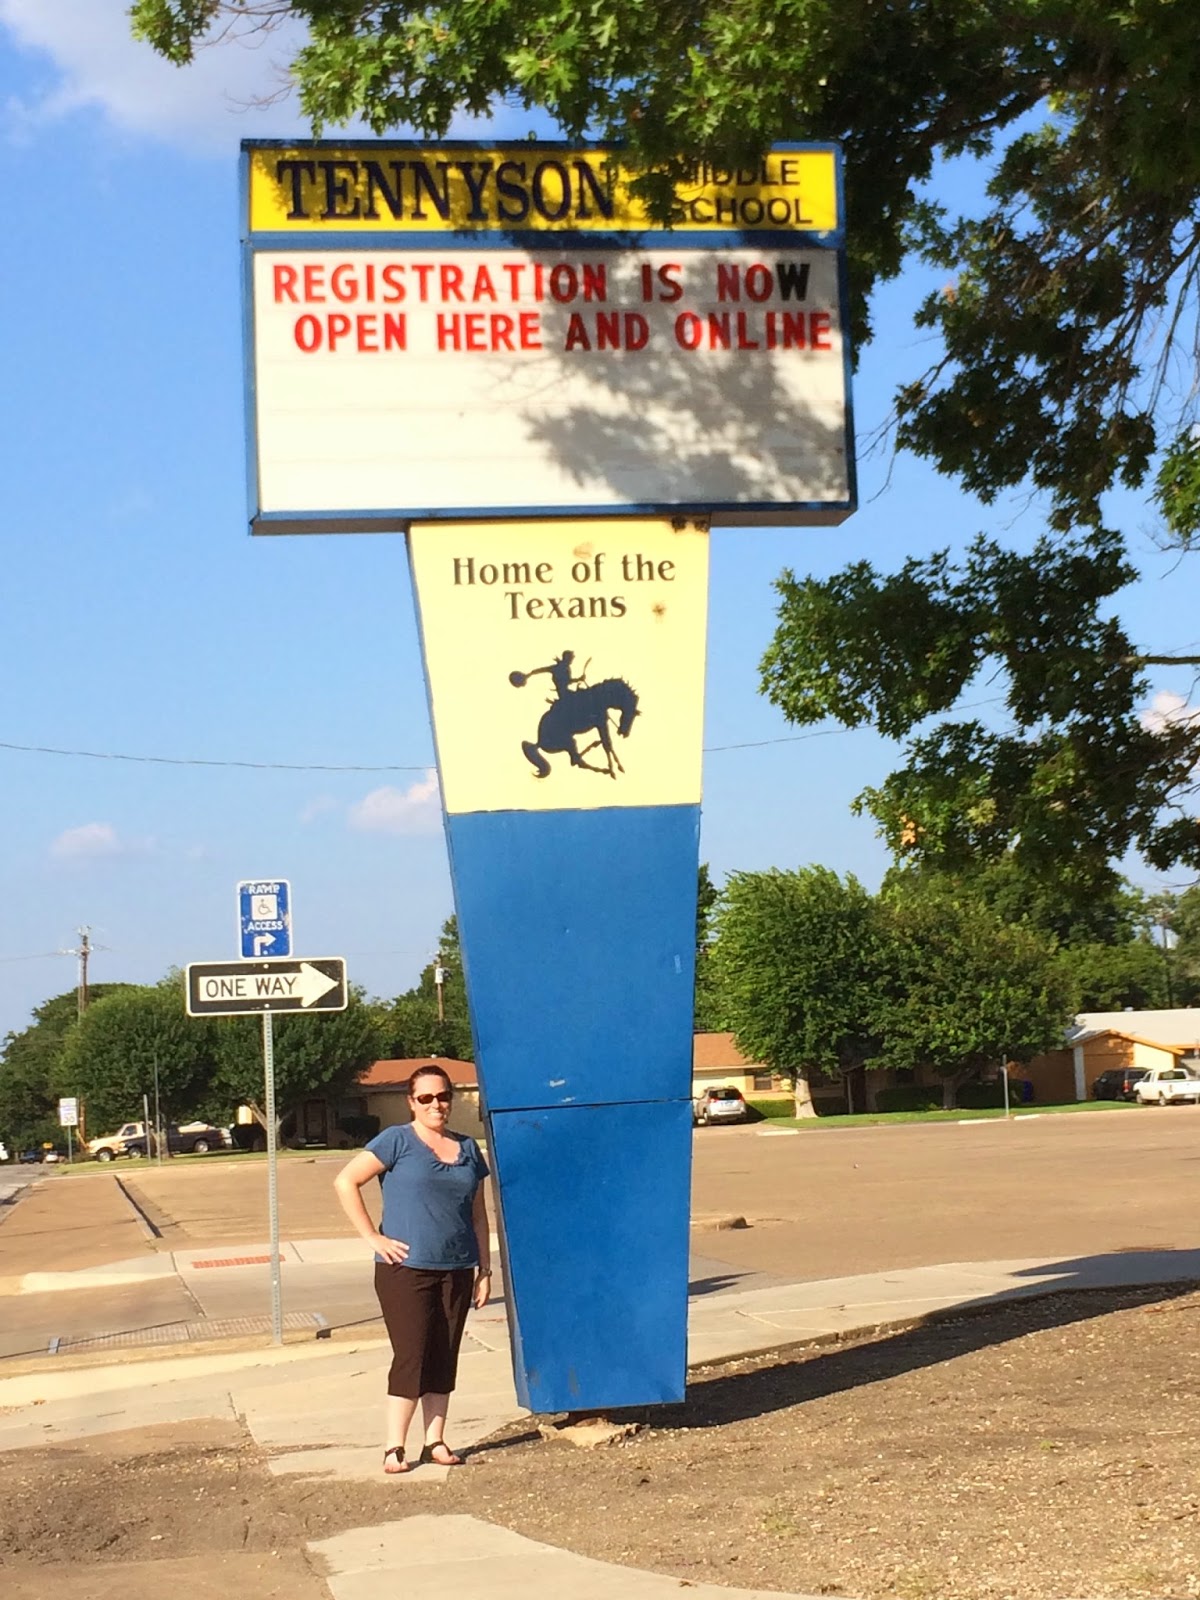 TENNYSON MIDDLE
SCHOOL
REGISTRATION IS NOW
OPEN HERE AND ONLINE
Home of the
Texans
RAMP
ACCESS
ONE WAY